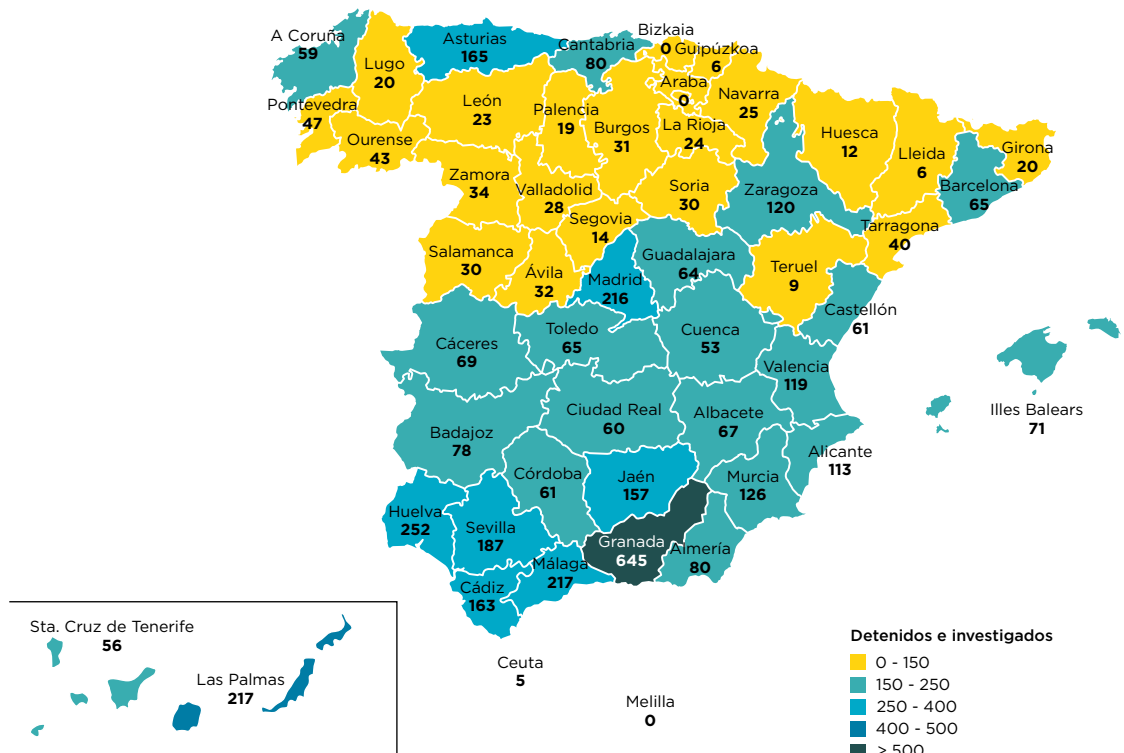 Bizkaia
0
A Coruña
59
Asturias
165
Cantabria
80
Guipúzkoa
6
Lugo
20
Araba
0
Navarra
25
Pontevedra
47
León
23
Palencia
19
Burgos
31
La Rioja
24
Huesca
12
Lleida
6
Girona
20
Ourense
43
Zamora
34
Valladolid
28
Soria
30
Zaragoza
120
Barcelona
65
Segovia
14
Tarragona
40
Salamanca
30
Ávila
32
Madrid
216
Guadalajara
64
Teruel
9
Castellón
61
Cáceres
69
Toledo
65
Cuenca
53
Valencia
119
Illes Balears
71
Badajoz
78
Ciudad Real
60
Albacete
67
Alicante
113
Córdoba
61
Jaén
157
Murcia
126
Huelva
252
Sevilla
187
Granada
645
Almería
80
Málaga
217
Cádiz
163
Sta. Cruz de Tenerife
56
Las Palmas
217
Ceuta
5
Melilla
0
Detenidos e investigados
0 - 150
150 - 250
250 - 400
400 - 500
> 500